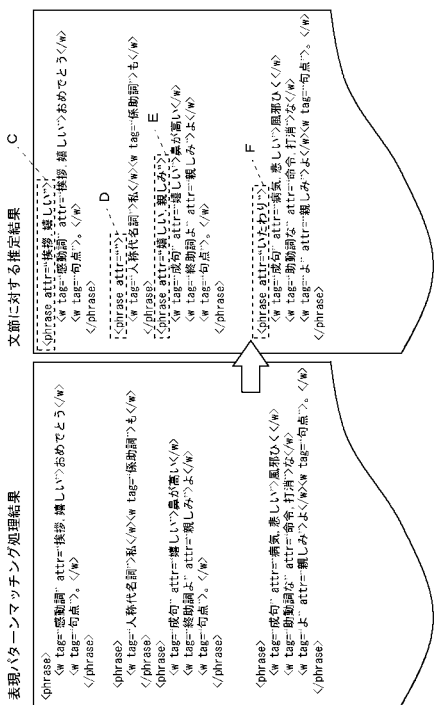 表現パターンマッチング処理結果
<phrase>
<w tag="感動詞" attr="挨拶,嬉しい">おめでとう</w>
<w tag="句点">。</w>
</phrase>
<phrase>
<w tag="人称代名詞">私</w><w tag="係助詞">も</w>
</phrase>
<phrase>
<w tag="成句" attr="嬉しい">鼻が高い</w>
<w tag="終助詞よ" attr="親しみ">よ</w>
<w tag="句点">。</w>
</phrase>
<phrase>
<w tag="成句" attr="病気,悲しい">風邪ひく</w>
<w tag="助動詞な" attr="命令,打消">な</w>
<w tag="よ" attr="親しみ">よ</w><w tag="句点">。</w>
</phrase>
文節に対する推定結果
C
<phrase attr="挨拶,嬉しい">
<w tag="感動詞" attr="挨拶,嬉しい">おめでとう</w>
<w tag="句点">。</w>
</phrase>
D
<phrase attr="">
<w tag="人称代名詞">私</w><w tag="係助詞">も</w>
</phrase>
E
<phrase attr="嬉しい,親しみ">
<w tag="成句" attr="嬉しい">鼻が高い</w>
<w tag="終助詞よ" attr="親しみ">よ</w>
<w tag="句点">。</w>
</phrase>
F
<phrase attr="いたわり">
<w tag="成句" attr="病気,悲しい">風邪ひく</w>
<w tag="助動詞な" attr="命令,打消">な</w>
<w tag="よ" attr="親しみ">よ</w><w tag="句点">。</w>
</phrase>